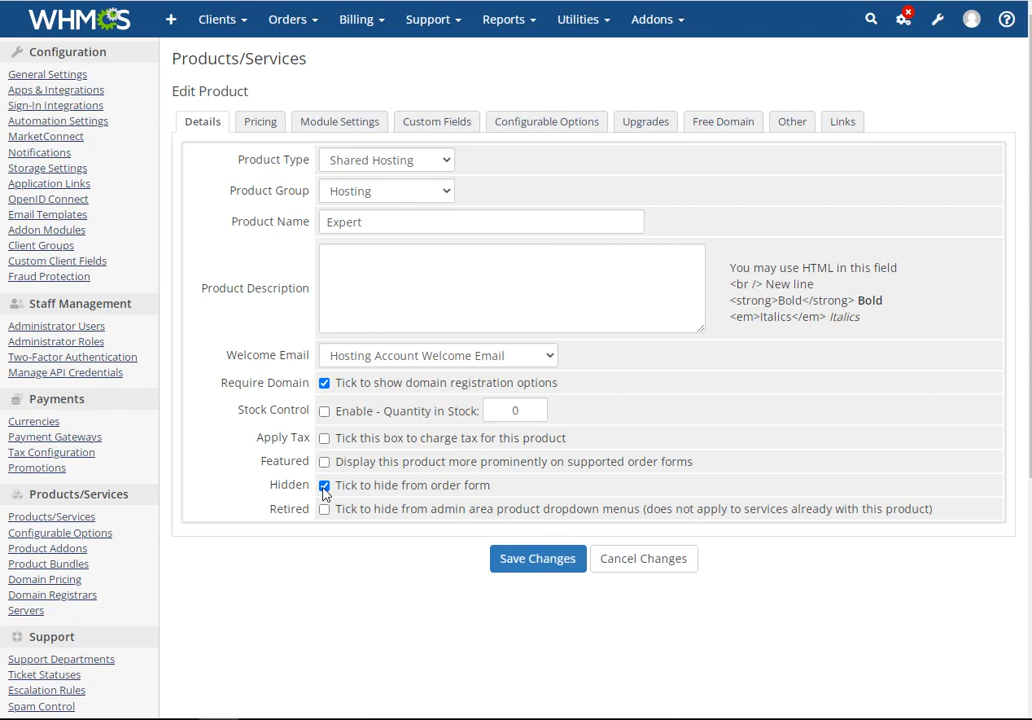 WHMCS
+ Clients Orders Billing Support Reports Utilities Addons
Configuration
General Settings
Apps & Integrations
Sign-In Integrations
Automation Settings
MarketConnect
Notifications
Storage Settings
Application Links
OpenID Connect
Email Templates
Addon Modules
Client Groups
Custom Client Fields
Fraud Protection
Staff Management
Administrator Users
Administrator Roles
Two-Factor Authentication
Manage API Credentials
Payments
Currencies
Payment Gateways
Tax Configuration
Promotions
Products/Services
Products/Services
Configurable Options
Product Addons
Product Bundles
Domain Pricing
Domain Registrars
Servers
Support
Support Departments
Ticket Statuses
Escalation Rules
Spam Control
Products/Services
Edit Product
Details Pricing Module Settings Custom Fields Configurable Options Upgrades Free Domain Other Links
Product Type Shared Hosting
Product Group Hosting
Product Name Expert
Product Description
You may use HTML in this field
<br /> New line
<strong>Bold</strong> Bold
<em>Italics</em> Italics
Welcome Email Hosting Account Welcome Email
Require Domain Tick to show domain registration options
Stock Control Enable - Quantity in Stock: 0
Apply Tax Tick this box to charge tax for this product
Featured Display this product more prominently on supported order forms
Hidden Tick to hide from order form
Retired Tick to hide from admin area product dropdown menus (does not apply to services already with this product)
Save Changes Cancel Changes